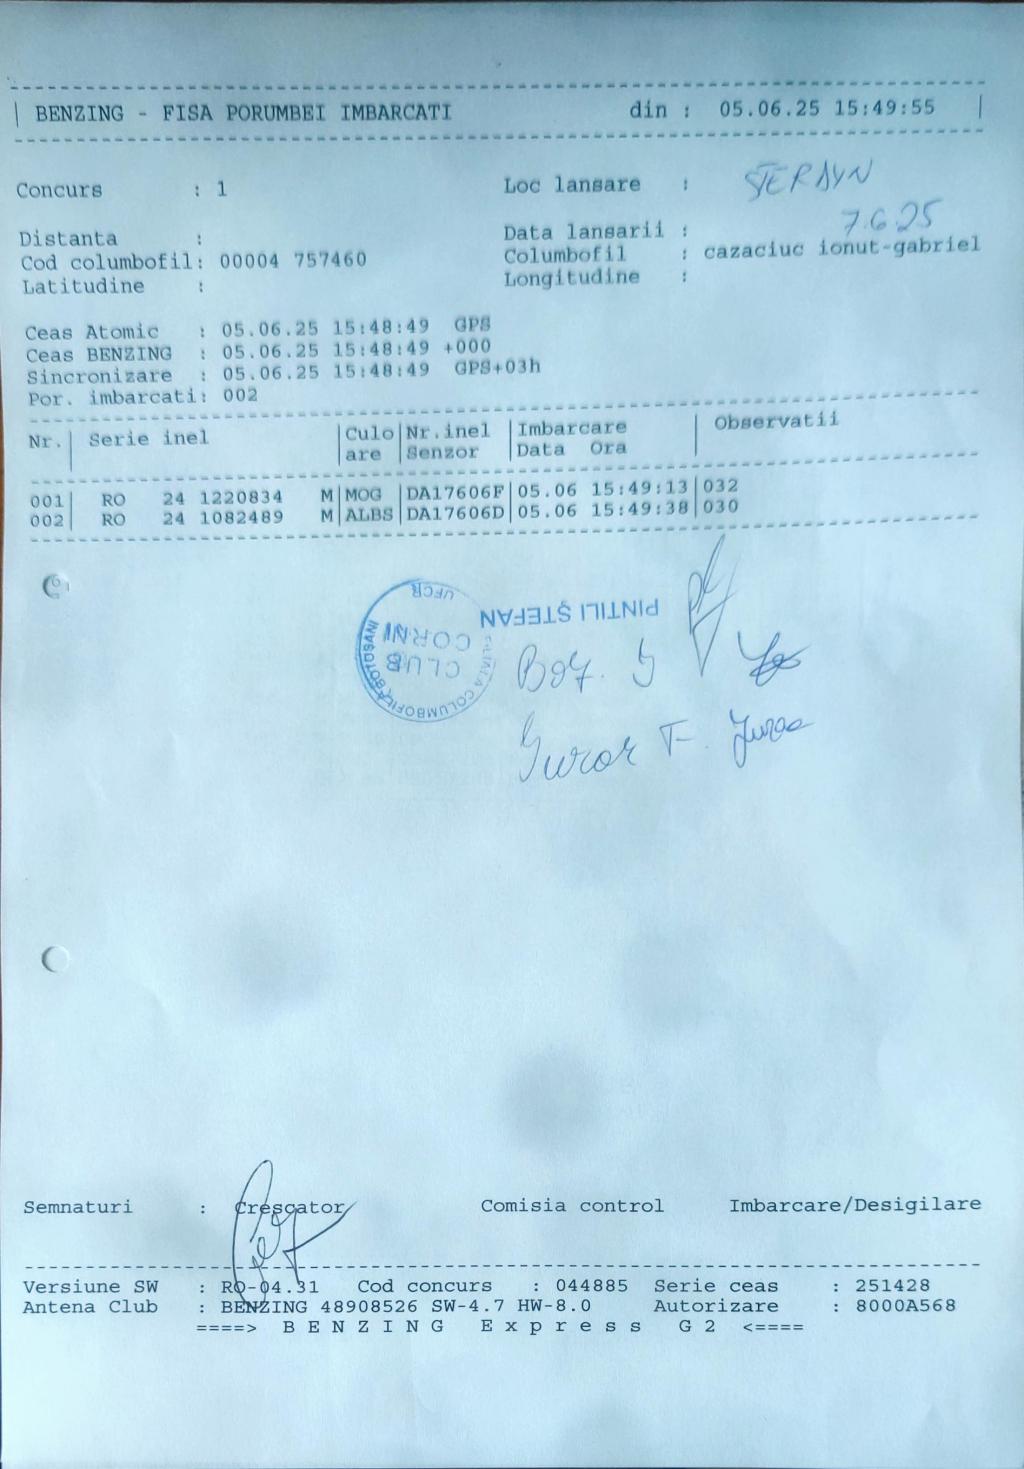 BENZING - FISA PORUMBEI IMBARCATI din : 05.06.25 15:49:55
Concurs : 1 Loc lansare :
Distanta : Data lansarii : 7.6.25
Cod columbofil: 00004 757460 Columbofil : cazaciuc ionut-gabriel
Latitudine : Longitudine :
Ceas Atomic : 05.06.25 15:48:49 GPS
Ceas BENZING : 05.06.25 15:48:49 +000
Sincronizare : 05.06.25 15:48:49 GPS+03h
Por. imbarcati: 002
Nr.| Serie inel |Culo|Nr.inel |Imbarcare | Observatii
| |are |Senzor |Data Ora |
001| RO 24 1220834 M|MOG |DA17606F|05.06 15:49:13|032
002| RO 24 1082489 M|ALBS|DA17606D|05.06 15:49:38|030
UFCR
CLUB
CORNI
COLUMBOFILA BOTOSANI
PINTILI ȘTEFAN
Semnaturi : Crescator Comisia control Imbarcare/Desigilare
Versiune SW : RO-04.31 Cod concurs : 044885 Serie ceas : 251428
Antena Club : BENZING 48908526 SW-4.7 HW-8.0 Autorizare : 8000A568
====> B E N Z I N G E x p r e s s G 2 <====